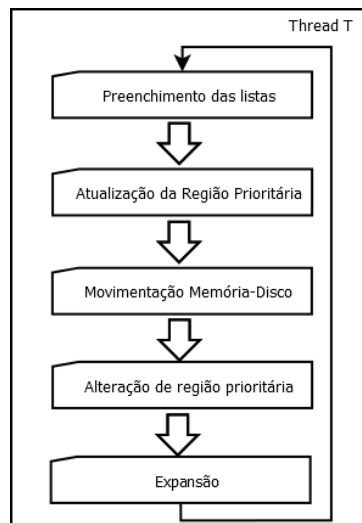 Thread T
Preenchimento das listas
Atualização da Região Prioritária
Movimentação Memória-Disco
Alteração de região prioritária
Expansão